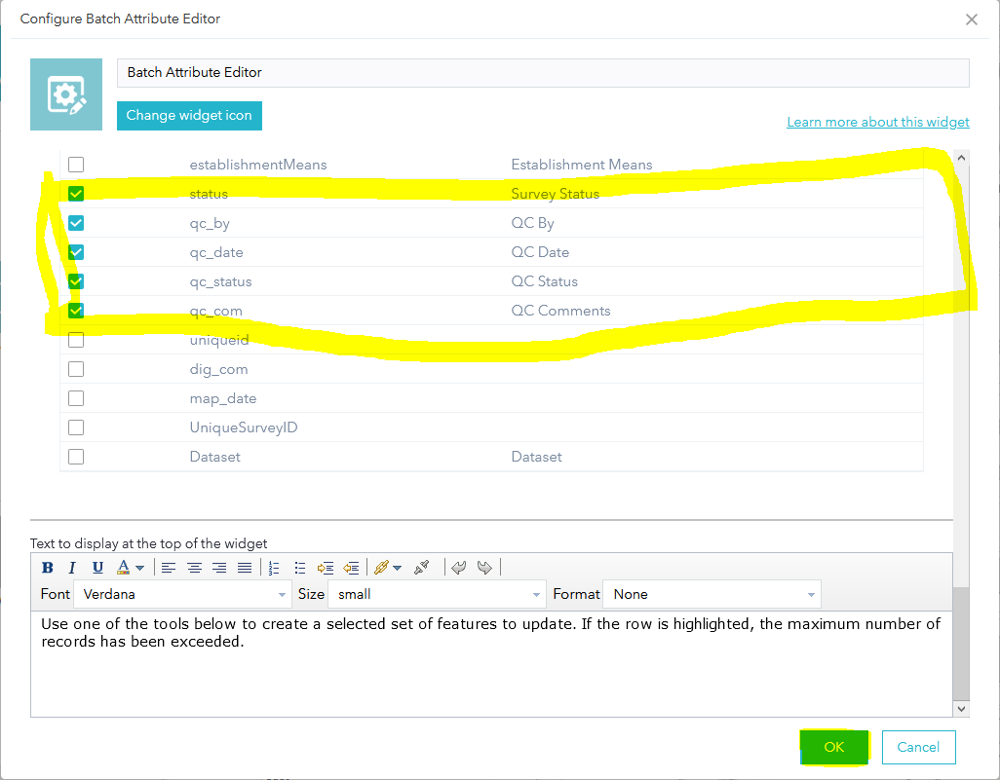 Configure Batch Attribute Editor
Batch Attribute Editor
Change widget icon
Learn more about this widget
establishmentMeans Establishment Means
status Survey Status
qc_by QC By
qc_date QC Date
qc_status QC Status
qc_com QC Comments
uniqueid
dig_com
map_date
UniqueSurveyID
Dataset Dataset
Text to display at the top of the widget
B I U A
Font Verdana Size small Format None
Use one of the tools below to create a selected set of features to update. If the row is highlighted, the maximum number of
records has been exceeded.
OK Cancel